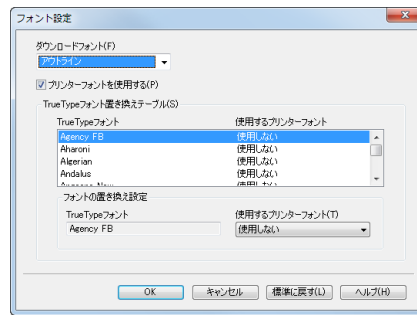 フォント設定
ダウンロードフォント(F)
アウトライン
プリンターフォントを使用する(P)
TrueTypeフォント置き換えテーブル(S)
TrueTypeフォント 使用するプリンターフォント
Agency FB 使用しない
Aharoni 使用しない
Algerian 使用しない
Andalus 使用しない
フォントの置き換え設定
TrueTypeフォント 使用するプリンターフォント(T)
Agency FB 使用しない
OK キャンセル 標準に戻す(L) ヘルプ(H)